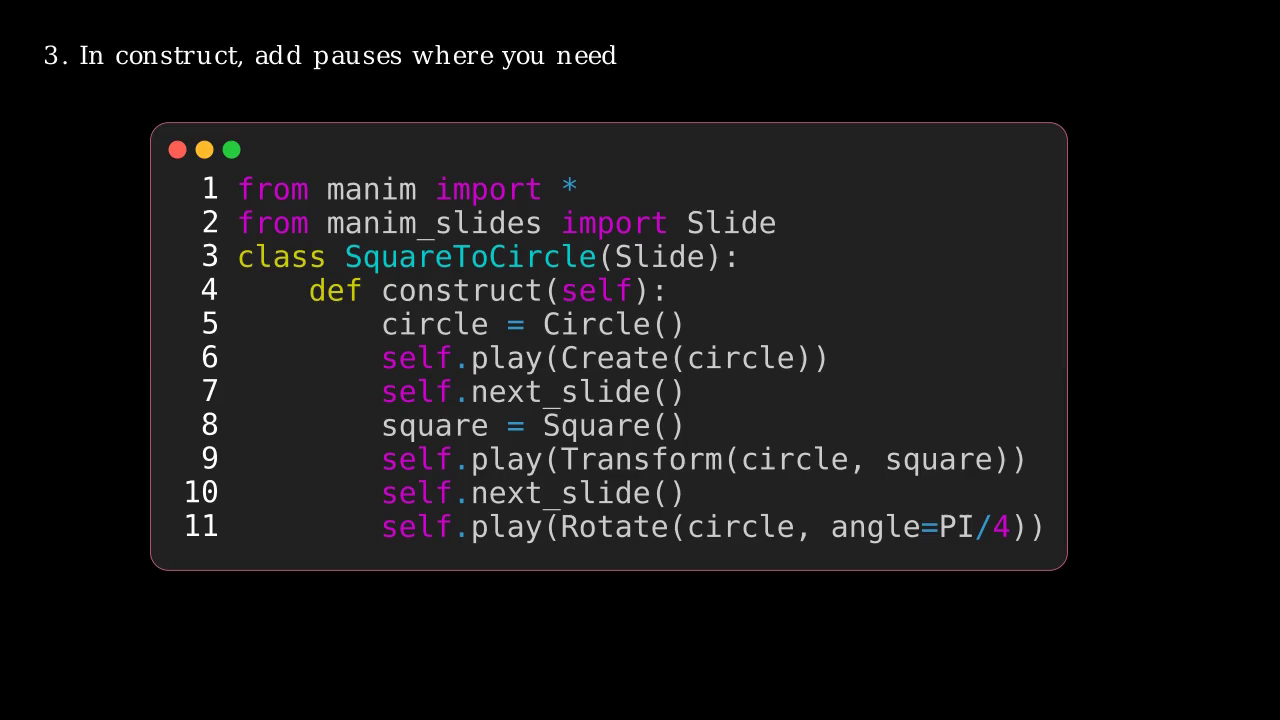 3. In construct, add pauses where you need
1 from manim import *
2 from manim_slides import Slide
3 class SquareToCircle(Slide):
4     def construct(self):
5         circle = Circle()
6         self.play(Create(circle))
7         self.next_slide()
8         square = Square()
9         self.play(Transform(circle, square))
10         self.next_slide()
11         self.play(Rotate(circle, angle=PI/4))